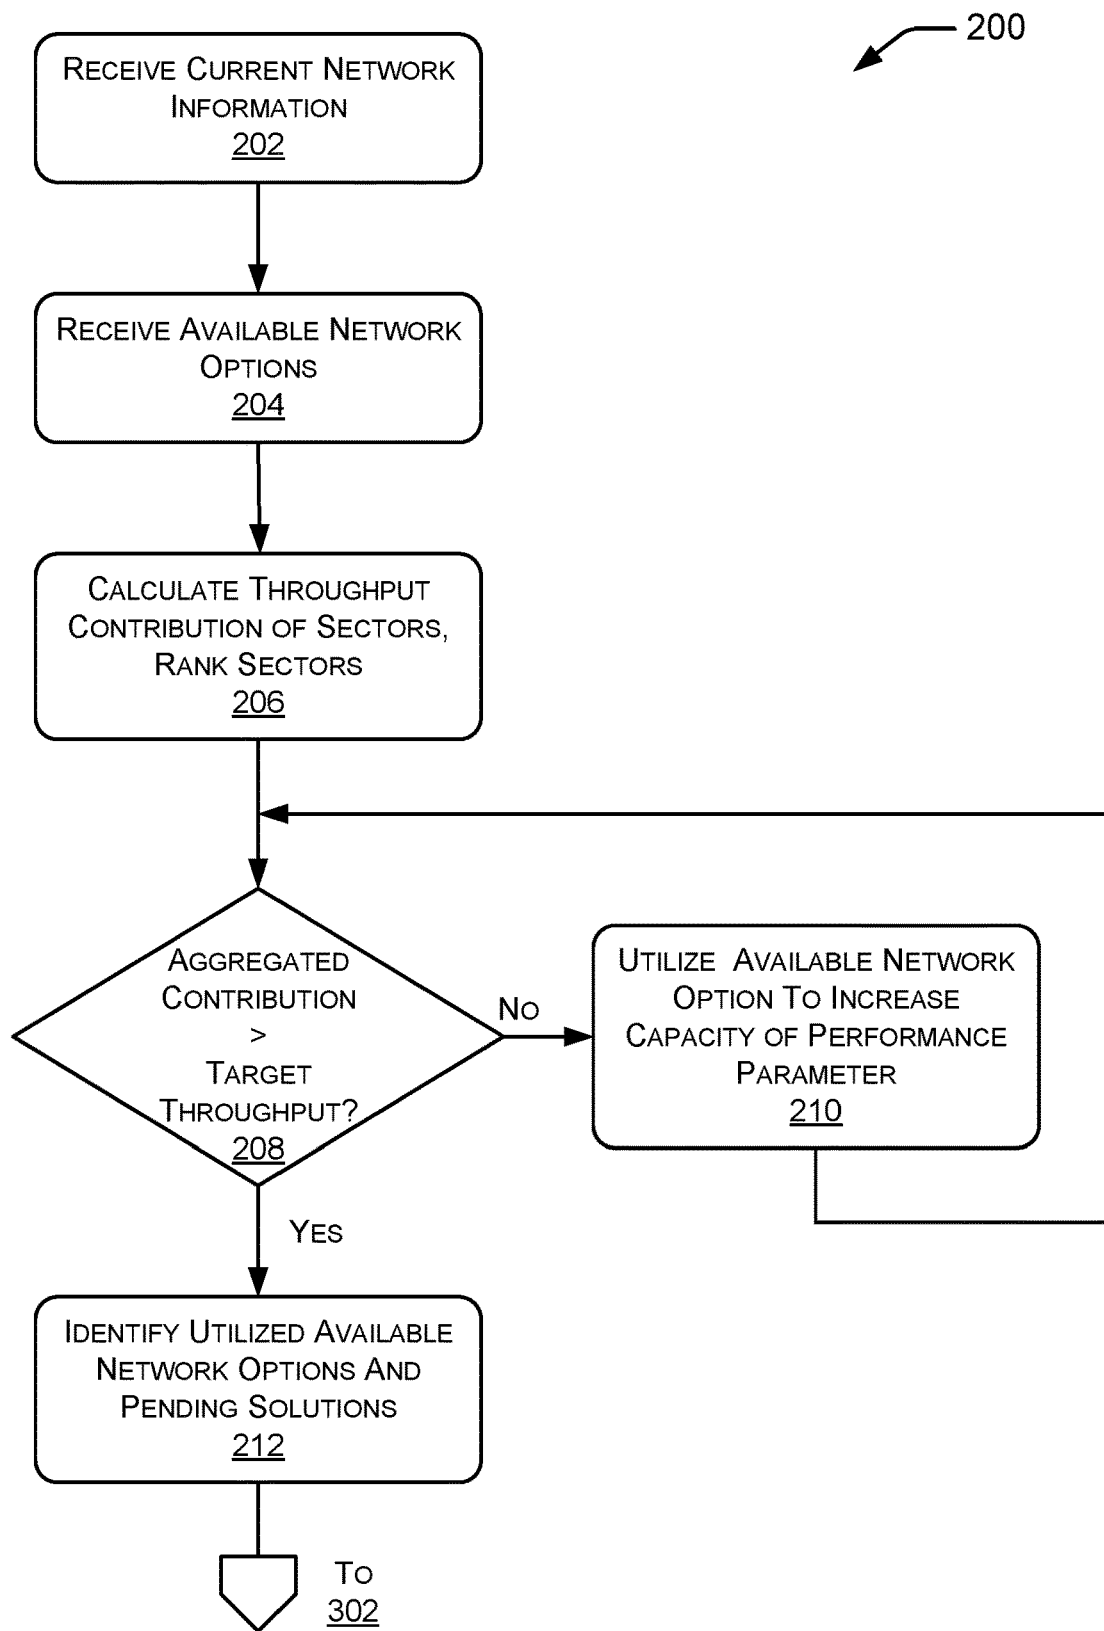 200
RECEIVE CURRENT NETWORK
INFORMATION
202
RECEIVE AVAILABLE NETWORK
OPTIONS
204
CALCULATE THROUGHPUT
CONTRIBUTION OF SECTORS,
RANK SECTORS
206
AGGREGATED
CONTRIBUTION
>
TARGET
THROUGHPUT?
208
NO
UTILIZE AVAILABLE NETWORK
OPTION TO INCREASE
CAPACITY OF PERFORMANCE
PARAMETER
210
YES
IDENTIFY UTILIZED AVAILABLE
NETWORK OPTIONS AND
PENDING SOLUTIONS
212
TO
302